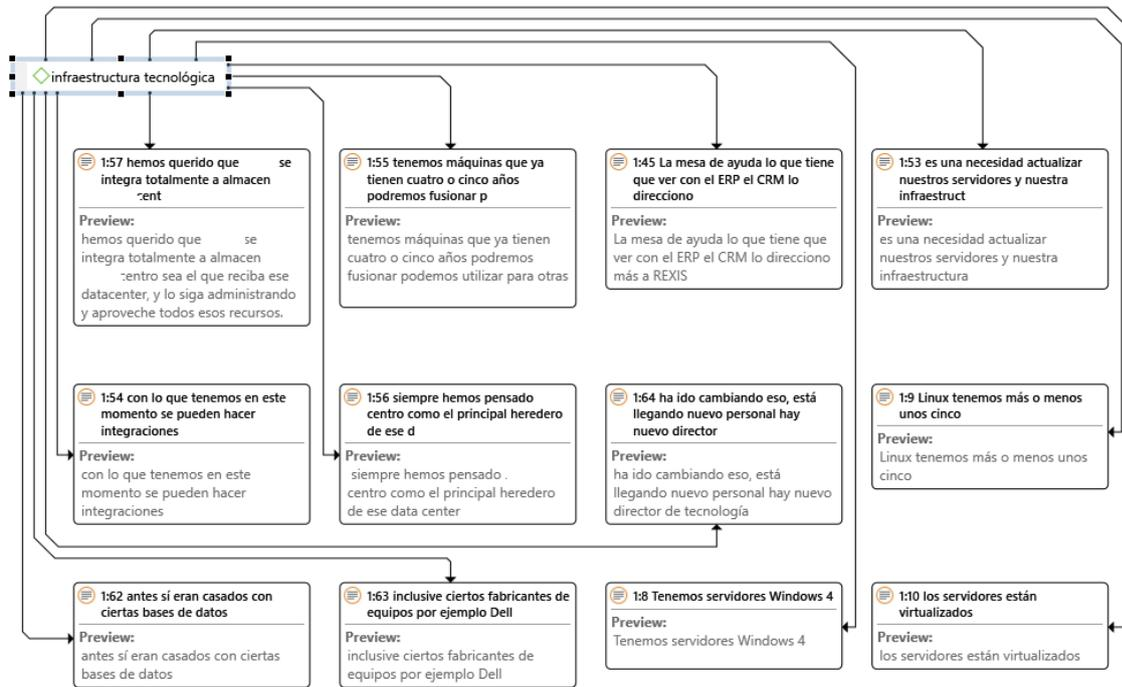 infraestructura tecnológica
1:57 hemos querido que se
integra totalmente a almacen
Preview:
hemos querido que se
integra totalmente a almacen
centro sea el que reciba ese
datacenter, y lo siga administrando
y aproveche todos esos recursos.
1:55 tenemos máquinas que ya
tienen cuatro o cinco años
podremos fusionar p
Preview:
tenemos máquinas que ya tienen
cuatro o cinco años podremos
fusionar podemos utilizar para otras
1:45 La mesa de ayuda lo que tiene
que ver con el ERP el CRM lo
direcciono
Preview:
La mesa de ayuda lo que tiene que
ver con el ERP el CRM lo direcciono
más a REXIS
1:53 es una necesidad actualizar
nuestros servidores y nuestra
infraestruct
Preview:
es una necesidad actualizar
nuestros servidores y nuestra
infraestructura
1:54 con lo que tenemos en este
momento se pueden hacer
integraciones
Preview:
con lo que tenemos en este
momento se pueden hacer
integraciones
1:56 siempre hemos pensado
centro como el principal heredero
de ese d
Preview:
siempre hemos pensado .
centro como el principal heredero
de ese data center
1:64 ha ido cambiando eso, está
llegando nuevo personal hay
nuevo director
Preview:
ha ido cambiando eso, está
llegando nuevo personal hay nuevo
director de tecnología
1:9 Linux tenemos más o menos
unos cinco
Preview:
Linux tenemos más o menos unos
cinco
1:62 antes sí eran casados con
ciertas bases de datos
Preview:
antes sí eran casados con ciertas
bases de datos
1:63 inclusive ciertos fabricantes de
equipos por ejemplo Dell
Preview:
inclusive ciertos fabricantes de
equipos por ejemplo Dell
1:8 Tenemos servidores Windows 4
Preview:
Tenemos servidores Windows 4
1:10 los servidores están
virtualizados
Preview:
los servidores están virtualizados